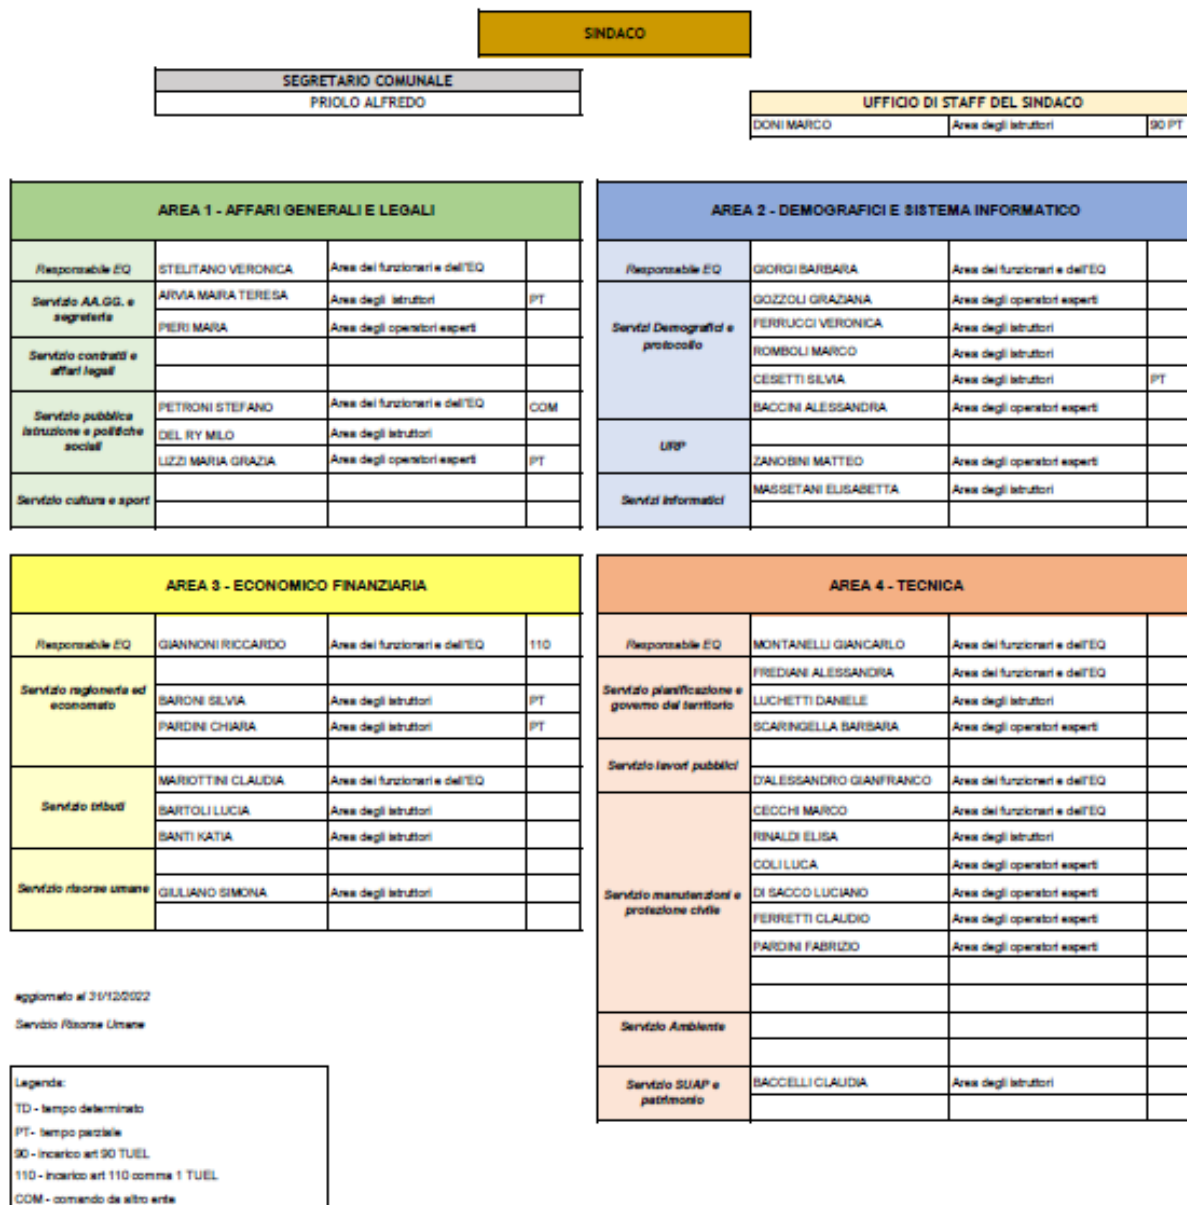 SINDACO
SEGRETARIO COMUNALE
PRIOLO ALFREDO
UFFICIO DI STAFF DEL SINDACO
DONI MARCO Area degli istruttori 90 PT
AREA 1 - AFFARI GENERALI E LEGALI
Responsabile EQ STELITANO VERONICA Area dei funzionari e dell'EQ
Servizio AA.GG. e segreteria
ARVIA MAIRA TERESA Area degli istruttori PT
PIERI MARA Area degli operatori esperti
Servizio contratti e affari legali
Servizio pubblica istruzione e politiche sociali
PETRONI STEFANO Area dei funzionari e dell'EQ COM
DEL RY MILO Area degli istruttori
LIZZI MARIA GRAZIA Area degli operatori esperti PT
Servizio cultura e sport
AREA 2 - DEMOGRAFICI E SISTEMA INFORMATICO
Responsabile EQ GIORGI BARBARA Area dei funzionari e dell'EQ
Servizi Demografici e protocollo
GOZZOLI GRAZIANA Area degli operatori esperti
FERRUCCI VERONICA Area degli istruttori
ROMBOLI MARCO Area degli istruttori
CESETTI SILVIA Area degli istruttori PT
BACCINI ALESSANDRA Area degli operatori esperti
URP
ZANOBINI MATTEO Area degli operatori esperti
Servizi Informatici
MASSETANI ELISABETTA Area degli istruttori
AREA 3 - ECONOMICO FINANZIARIA
Responsabile EQ GIANNONI RICCARDO Area dei funzionari e dell'EQ 110
Servizio ragioneria ed economato
BARONI SILVIA Area degli istruttori PT
PARDINI CHIARA Area degli istruttori PT
Servizio tributi
MARIOTTINI CLAUDIA Area dei funzionari e dell'EQ
BARTOLI LUCIA Area degli istruttori
BANTI KATIA Area degli istruttori
Servizio risorse umane
GIULIANO SIMONA Area degli istruttori
AREA 4 - TECNICA
Responsabile EQ MONTANELLI GIANCARLO Area dei funzionari e dell'EQ
Servizio pianificazione e governo del territorio
FREDIANI ALESSANDRA Area dei funzionari e dell'EQ
LUCHETTI DANIELE Area degli istruttori
SCARINGELLA BARBARA Area degli operatori esperti
Servizio lavori pubblici
D'ALESSANDRO GIANFRANCO Area dei funzioneri e dell'EQ
Servizio manutenzioni e protezione civile
CECCHI MARCO Area dei funzionari e dell'EQ
RINALDI ELISA Area degli istruttori
COLI LUCA Area degli operatori esperti
DI SACCO LUCIANO Area degli operatori esperti
FERRETTI CLAUDIO Area degli operatori esperti
PARDINI FABRIZIO Area degli operatori esperti
Servizio Ambiente
Servizio SUAP e patrimonio
BACCELLI CLAUDIA Area degli istruttori
aggiornato al 31/12/2022
Servizio Risorse Umane
Legenda:
TD - tempo determinato
PT- tempo parziale
90 - incarico art 90 TUEL
110 - incarico art 110 comma 1 TUEL
COM - comando da altro ente